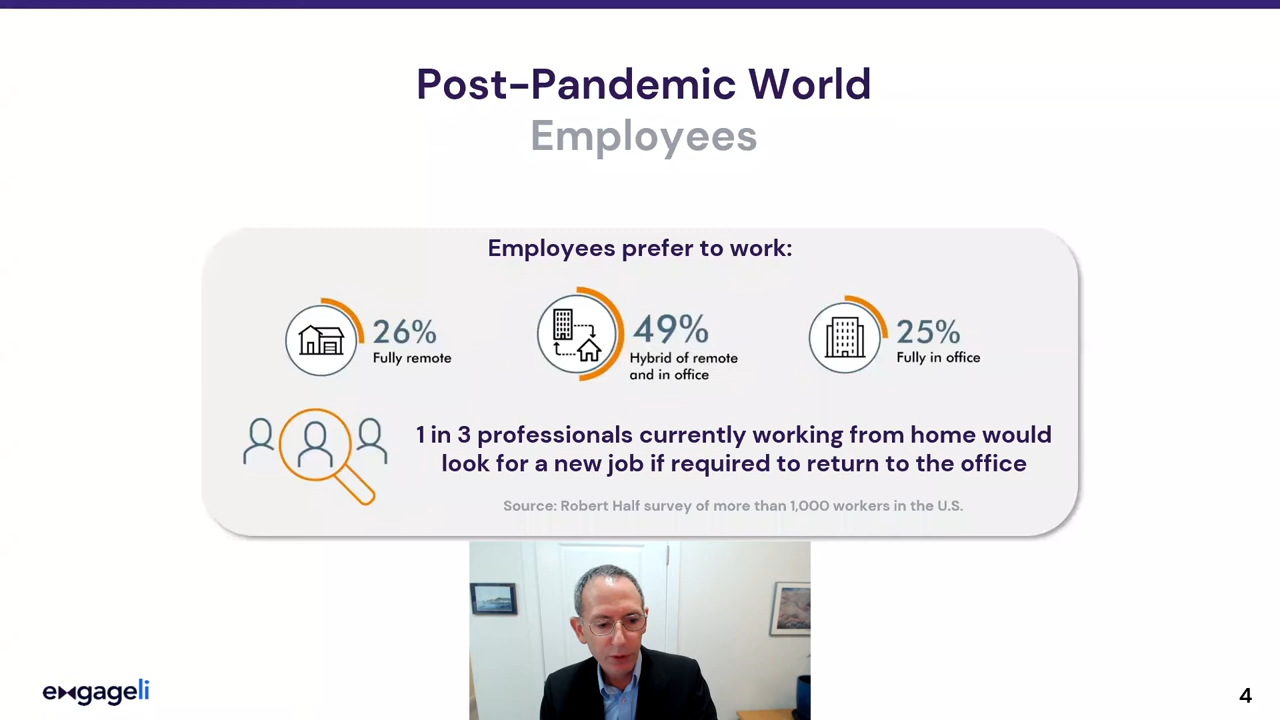 Post-Pandemic World
Employees
Employees prefer to work:
26%
Fully remote
49%
Hybrid of remote
and in office
25%
Fully in office
1 in 3 professionals currently working from home would
look for a new job if required to return to the office
Source: Robert Half survey of more than 1,000 workers in the U.S.
engageli
4